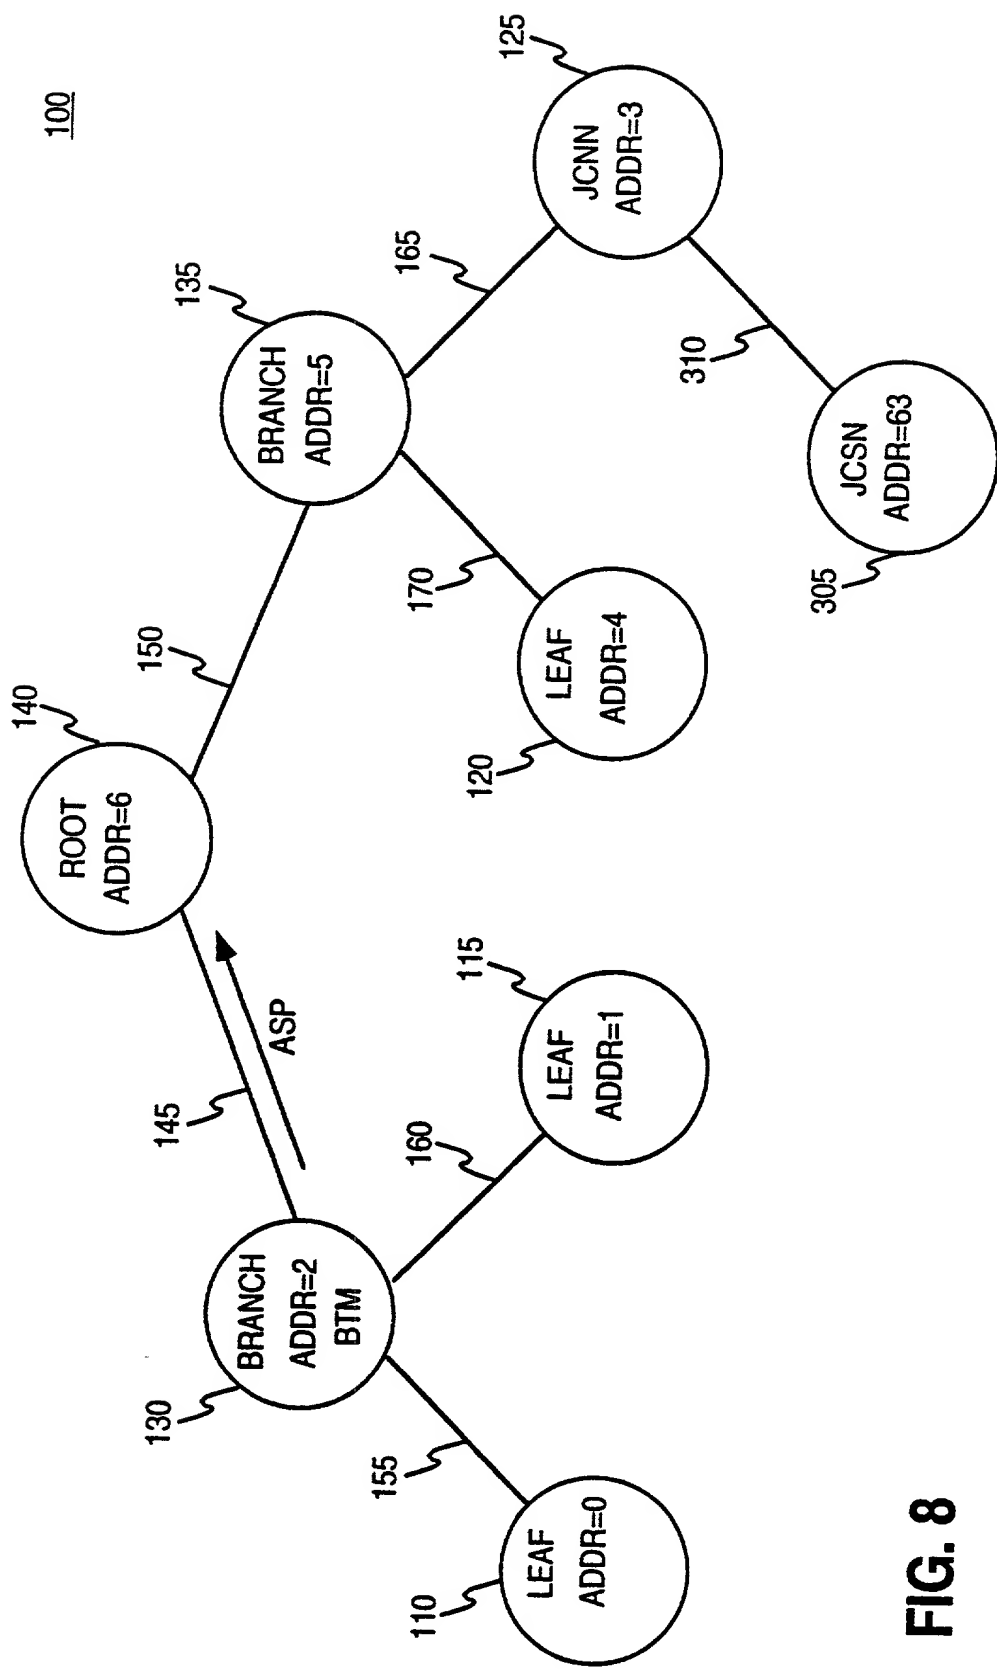 100
140
ROOT
ADDR=6
145
ASP
150
135
BRANCH
ADDR=5
130
BRANCH
ADDR=2
BTM
165
125
JCNN
ADDR=3
155
160
115
170
110
LEAF
ADDR=0
LEAF
ADDR=1
120
LEAF
ADDR=4
310
305
JCSN
ADDR=63
FIG. 8